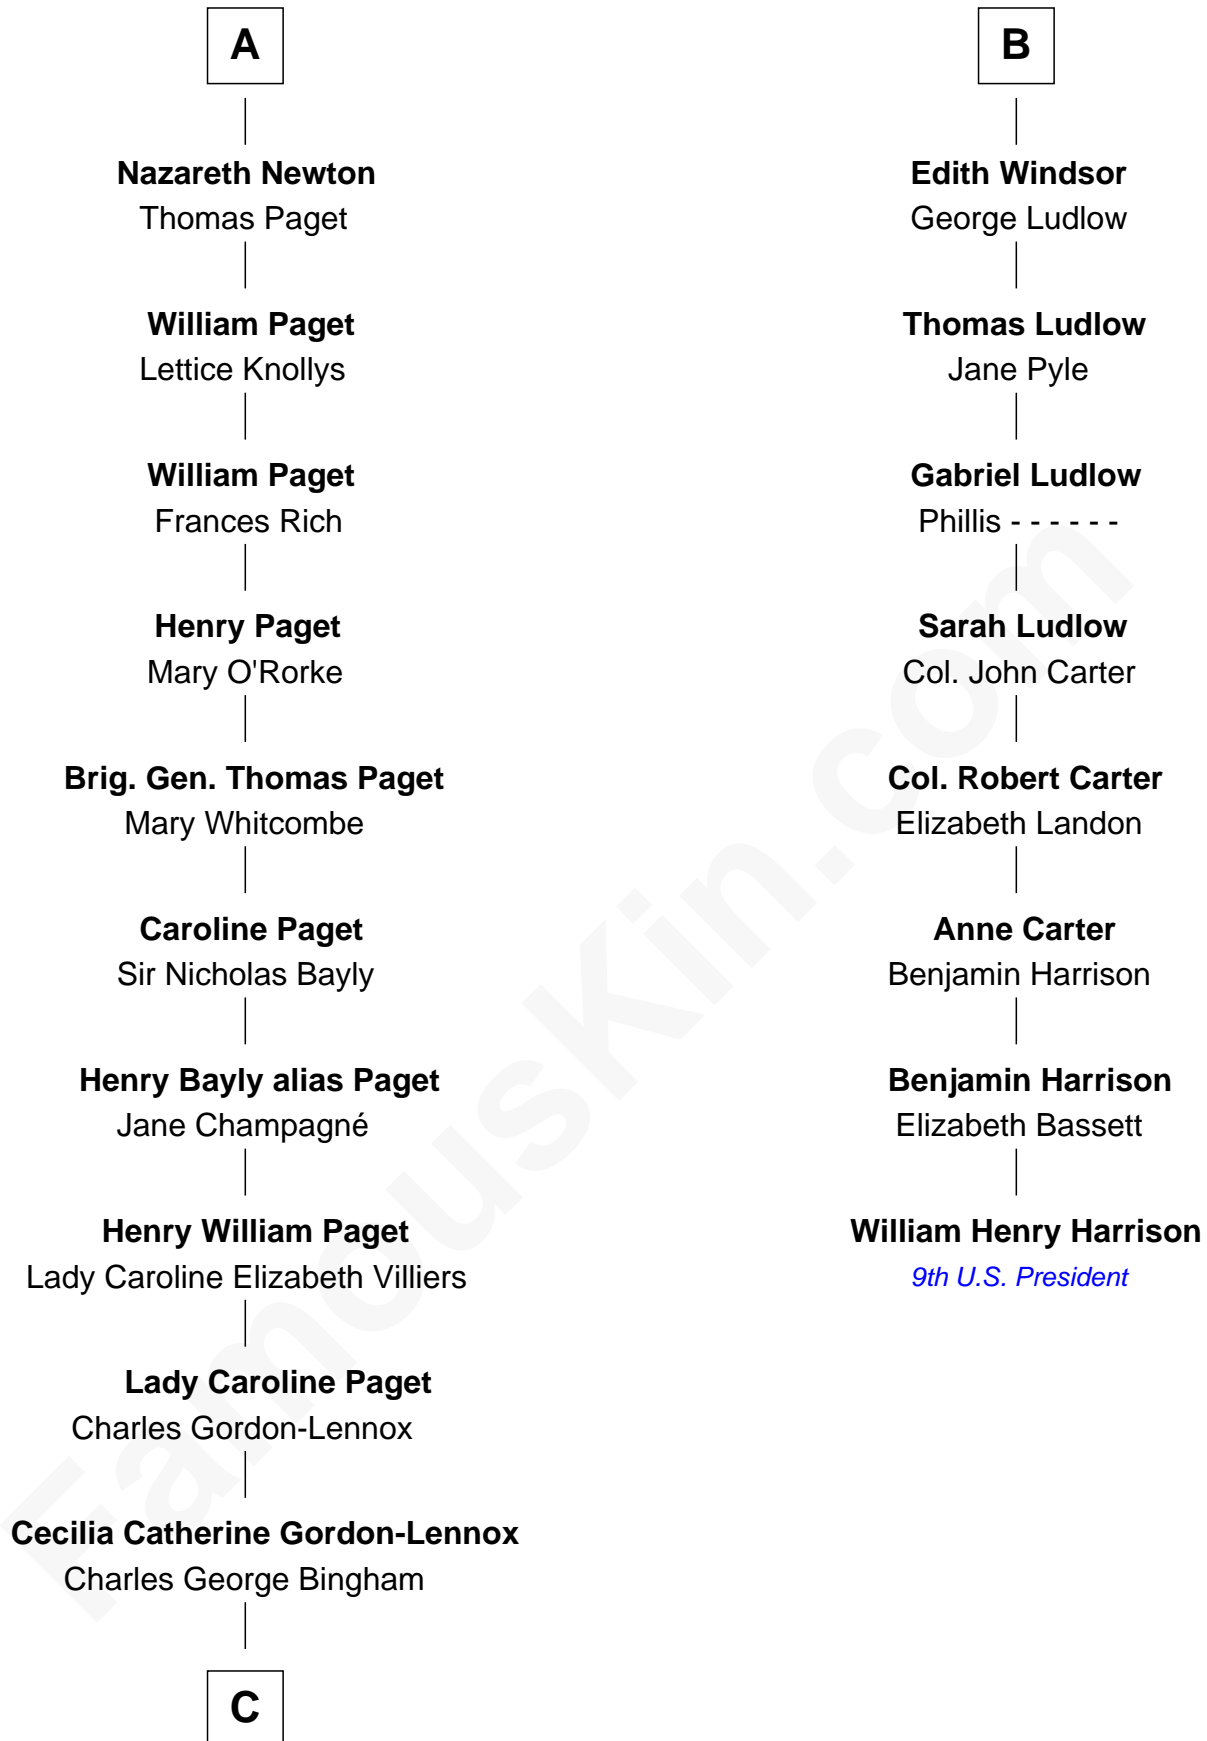 A
Nazareth Newton
Thomas Paget
William Paget
Lettice Knollys
William Paget
Frances Rich
Henry Paget
Mary O'Rorke
Brig. Gen. Thomas Paget
Mary Whitcombe
Caroline Paget
Sir Nicholas Bayly
Henry Bayly alias Paget
Jane Champagné
Henry William Paget
Lady Caroline Elizabeth Villiers
Lady Caroline Paget
Charles Gordon-Lennox
Cecilia Catherine Gordon-Lennox
Charles George Bingham
C
B
Edith Windsor
George Ludlow
Thomas Ludlow
Jane Pyle
Gabriel Ludlow
Phillis - - - - - -
Sarah Ludlow
Col. John Carter
Col. Robert Carter
Elizabeth Landon
Anne Carter
Benjamin Harrison
Benjamin Harrison
Elizabeth Bassett
William Henry Harrison
9th U.S. President
FamousKin.com